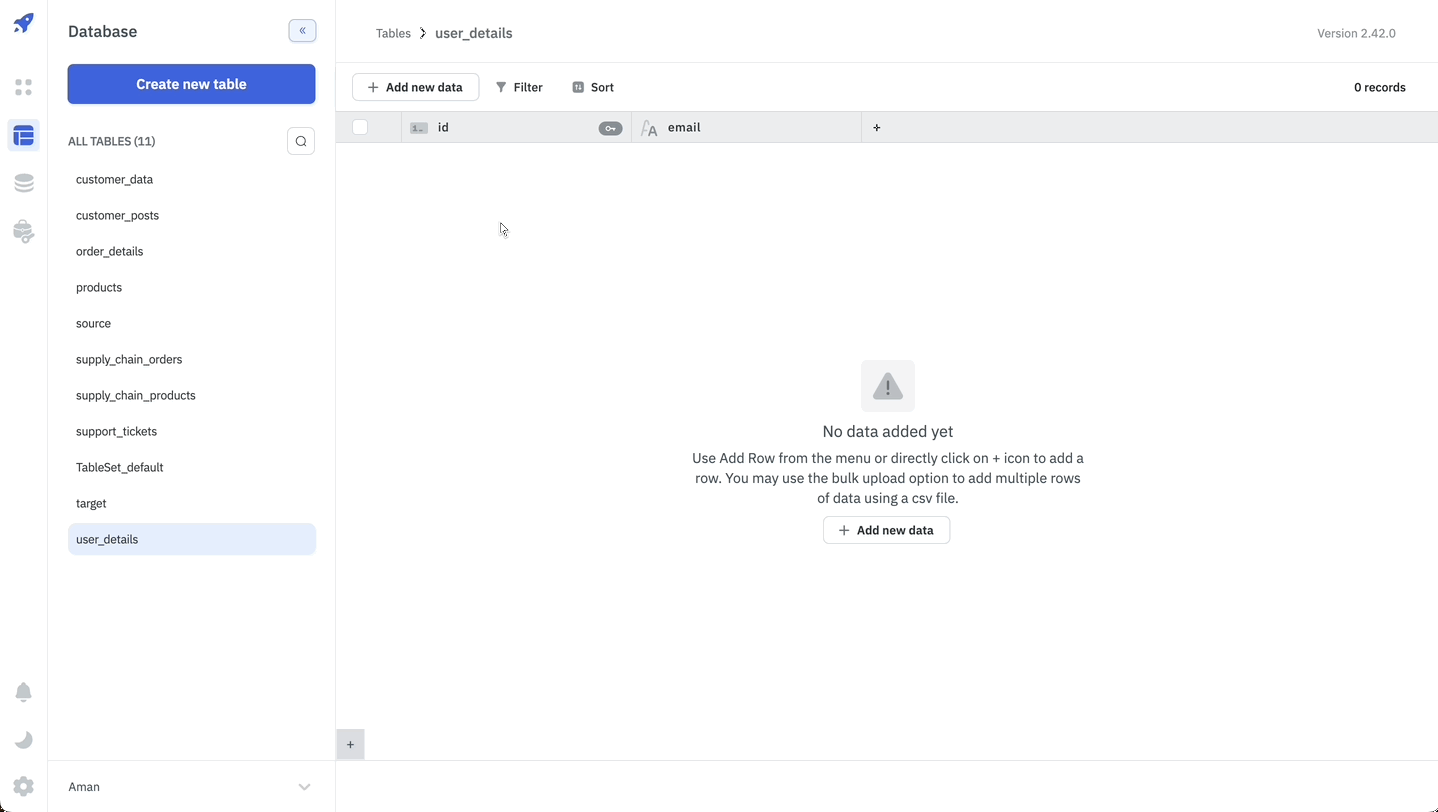 Database
Create new table
ALL TABLES (11)
customer_data
customer_posts
order_details
products
source
supply_chain_orders
supply_chain_products
support_tickets
TableSet_default
target
user_details
Aman
Tables > user_details
Version 2.42.0
+ Add new data Filter Sort
0 records
id email +
No data added yet
Use Add Row from the menu or directly click on + icon to add a
row. You may use the bulk upload option to add multiple rows
of data using a csv file.
+ Add new data
+